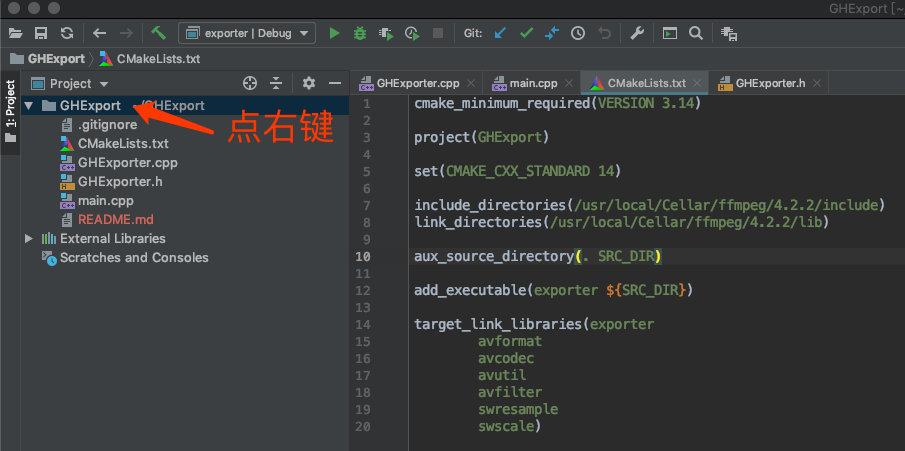 GHExport [~
exporter | Debug
Git:
GHExport
CMakeLists.txt
1: Project
Project
GHExporter.cpp
main.cpp
CMakeLists.txt
GHExporter.h
GHExport ~/GHExport
点右键
.gitignore
CMakeLists.txt
GHExporter.cpp
GHExporter.h
main.cpp
README.md
External Libraries
Scratches and Consoles
1 cmake_minimum_required(VERSION 3.14)
2
3 project(GHExport)
4
5 set(CMAKE_CXX_STANDARD 14)
6
7 include_directories(/usr/local/Cellar/ffmpeg/4.2.2/include)
8 link_directories(/usr/local/Cellar/ffmpeg/4.2.2/lib)
9
10 aux_source_directory(. SRC_DIR)
11
12 add_executable(exporter ${SRC_DIR})
13
14 target_link_libraries(exporter
15 avformat
16 avcodec
17 avutil
18 avfilter
19 swresample
20 swscale)